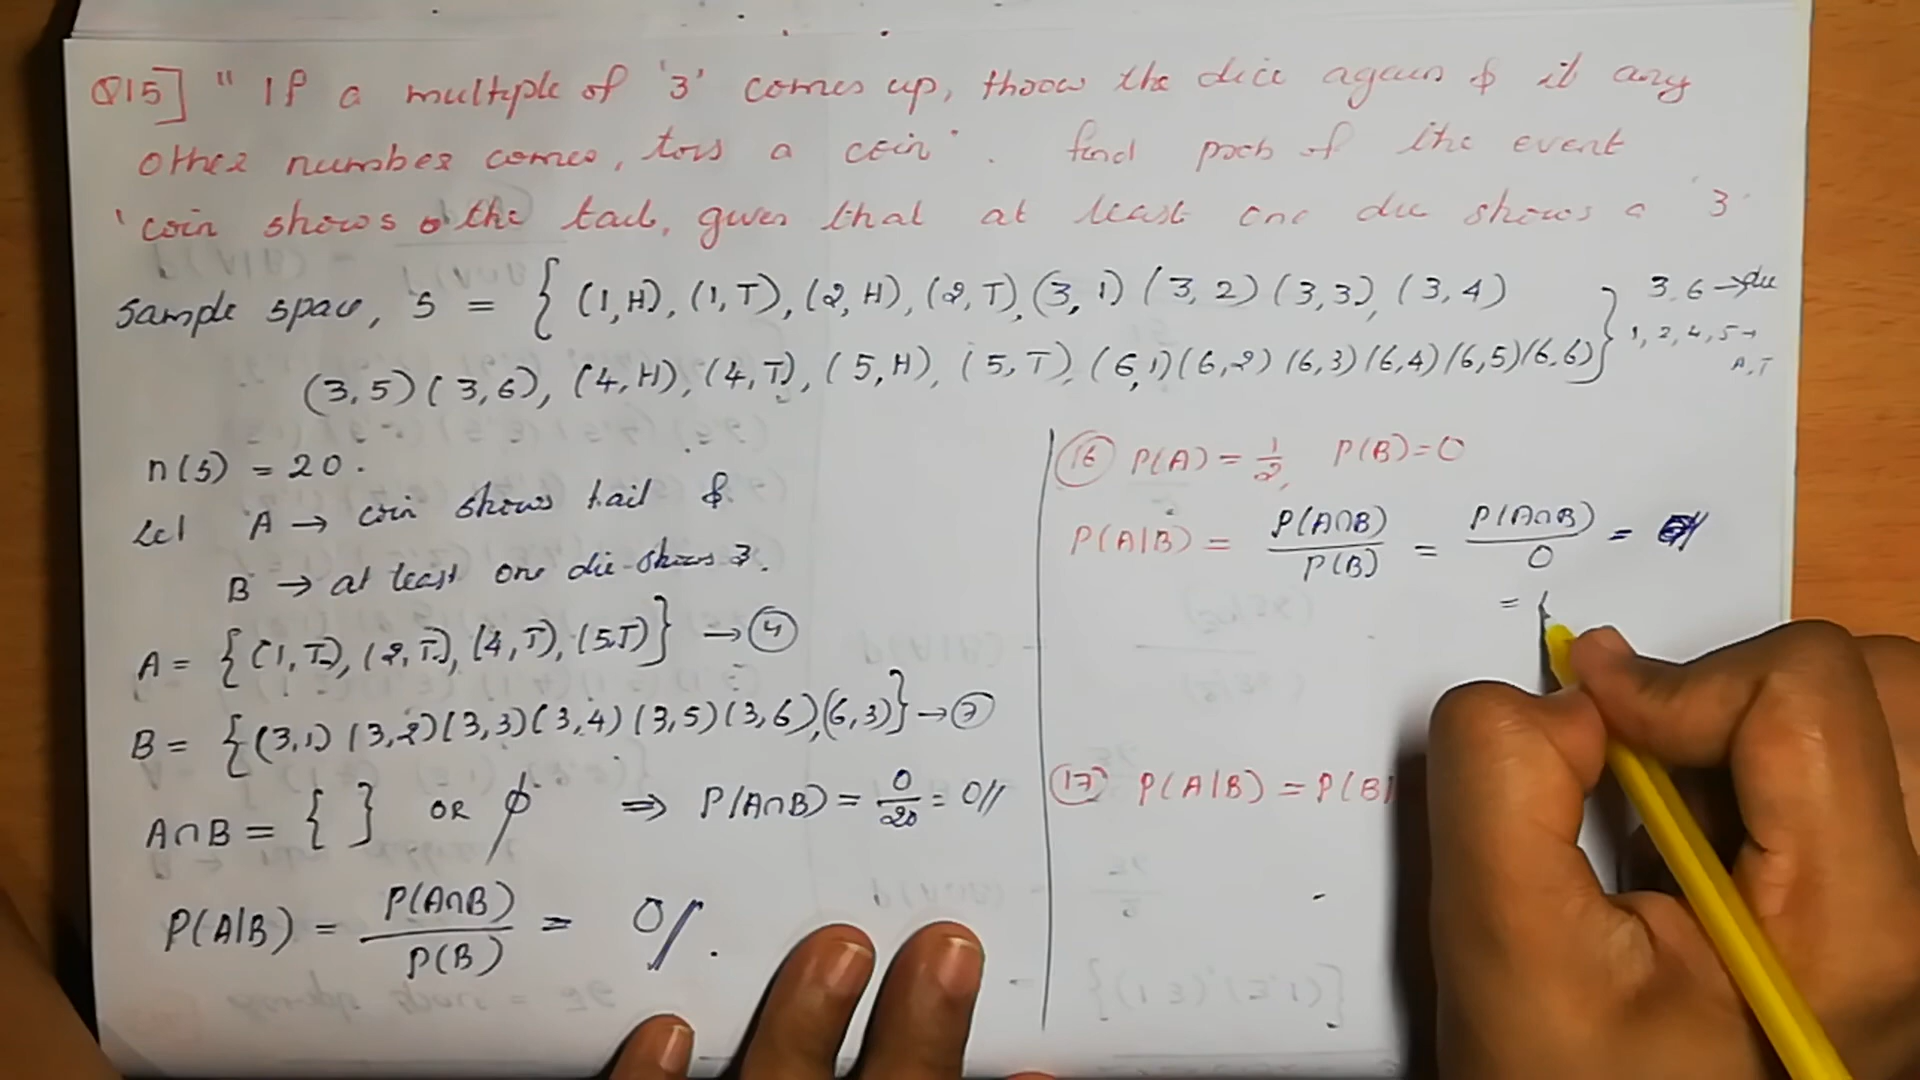 Q15] " If a multiple of '3' comes up, throw the dice again & if any
other number comes, toss a coin". find prob of the event
'coin shows the tail, given that at least one die shows a '3'
Sample space, S = { (1,H), (1,T), (2,H), (2,T), (3,1) (3,2) (3,3), (3,4)
(3,5) (3,6), (4,H), (4,T), (5,H), (5,T), (6,1) (6,2) (6,3) (6,4) (6,5) (6,6) }
3,6 → die
1, 2, 4, 5 →
H,T
n(S) = 20.
Let A → coin shows tail &
B → at least one die shows 3.
A = { (1,T), (2,T), (4,T), (5,T) } → 4
B = { (3,1) (3,2) (3,3) (3,4) (3,5) (3,6), (6,3) } → 7
A∩B = { } OR ϕ ⇒ P(A∩B) = 0/20 = 0//
P(A|B) = P(A∩B)/P(B) = 0//.
16 P(A) = 1/2, P(B) = 0
P(A|B) = P(A∩B)/P(B) = P(A∩B)/0 =
=
17 P(A|B) = P(B|